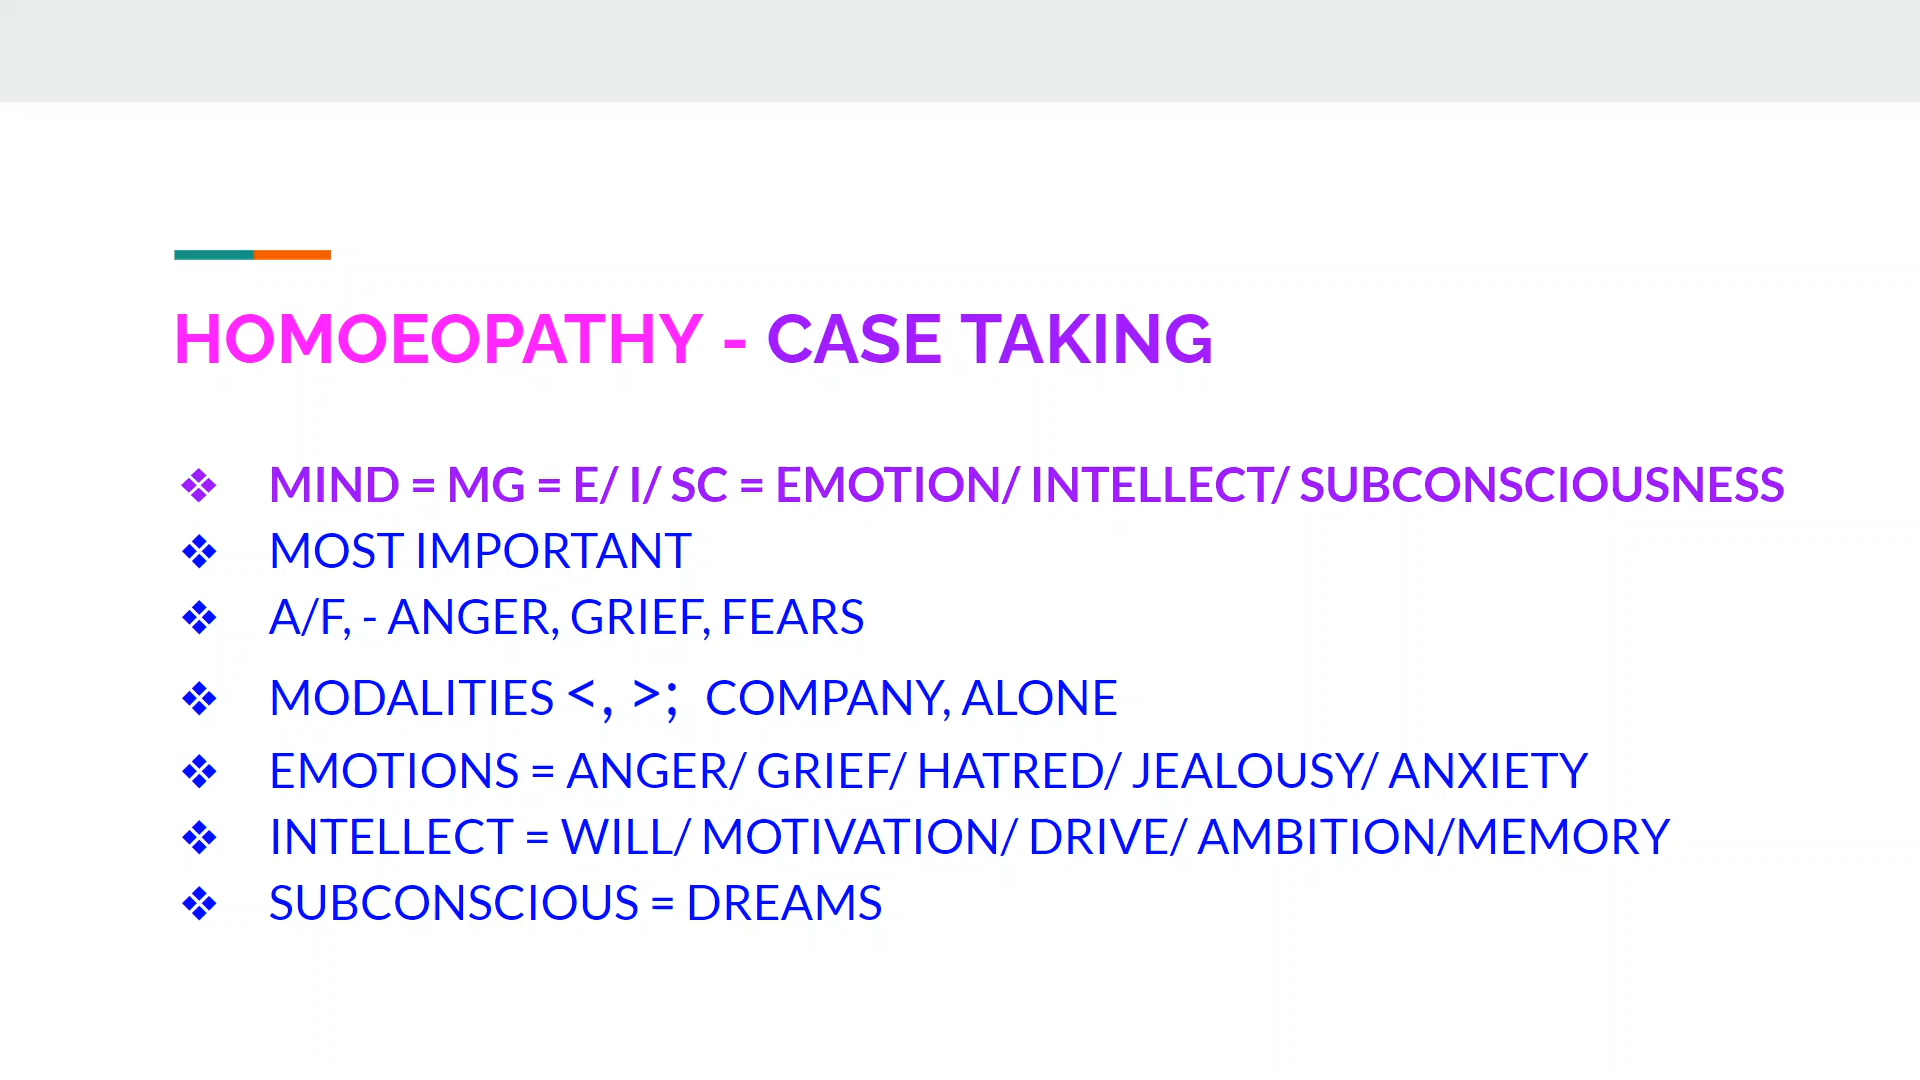 HOMOEOPATHY - CASE TAKING
❖ MIND = MG = E/ I/ SC = EMOTION/ INTELLECT/ SUBCONSCIOUSNESS
❖ MOST IMPORTANT
❖ A/F, - ANGER, GRIEF, FEARS
❖ MODALITIES <, >; COMPANY, ALONE
❖ EMOTIONS = ANGER/ GRIEF/ HATRED/ JEALOUSY/ ANXIETY
❖ INTELLECT = WILL/ MOTIVATION/ DRIVE/ AMBITION/MEMORY
❖ SUBCONSCIOUS = DREAMS